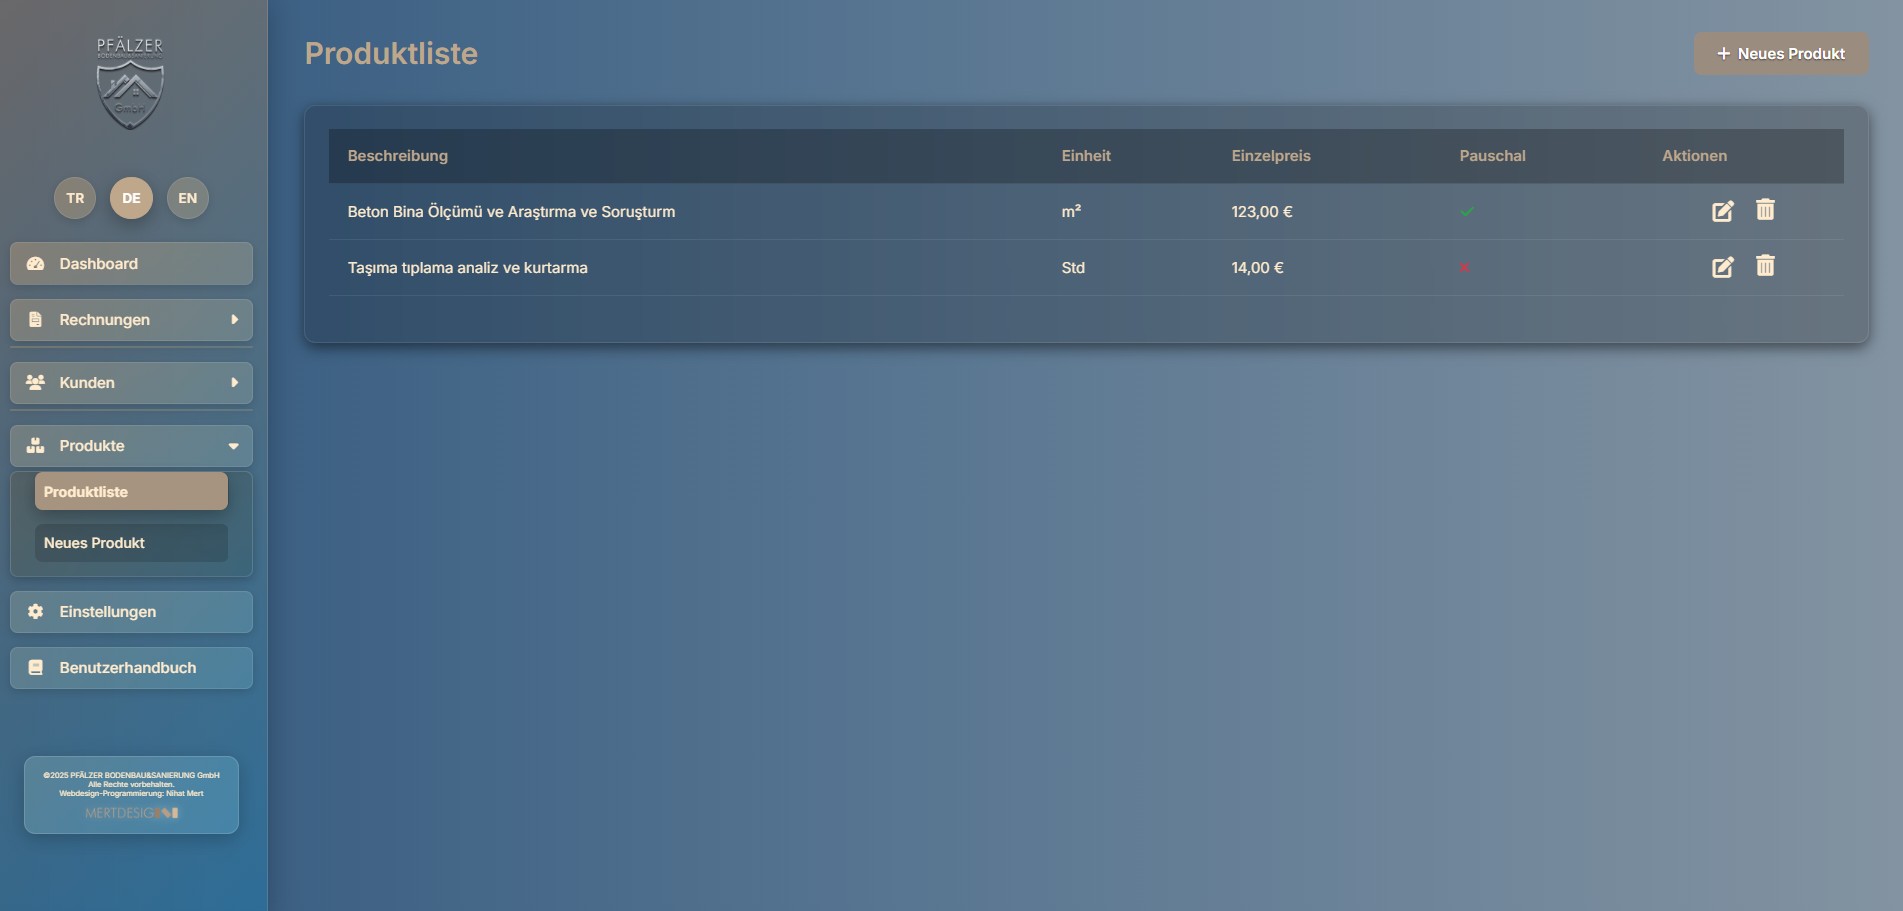 PFÄLZER
GmbH
TR DE EN
Dashboard
Rechnungen
Kunden
Produkte
Produktliste
Neues Produkt
Einstellungen
Benutzerhandbuch
©2025 PFÄLZER BODENBAU&SANIERUNG GmbH
Alle Rechte vorbehalten.
Webdesign-Programmierung: Nihat Mert
MERTDESIGN
Produktliste
Neues Produkt
Beschreibung Einheit Einzelpreis Pauschal Aktionen
Beton Bina Ölçümü ve Araştırma ve Soruşturm m² 123,00 €
Taşıma tıplama analiz ve kurtarma Std 14,00 €